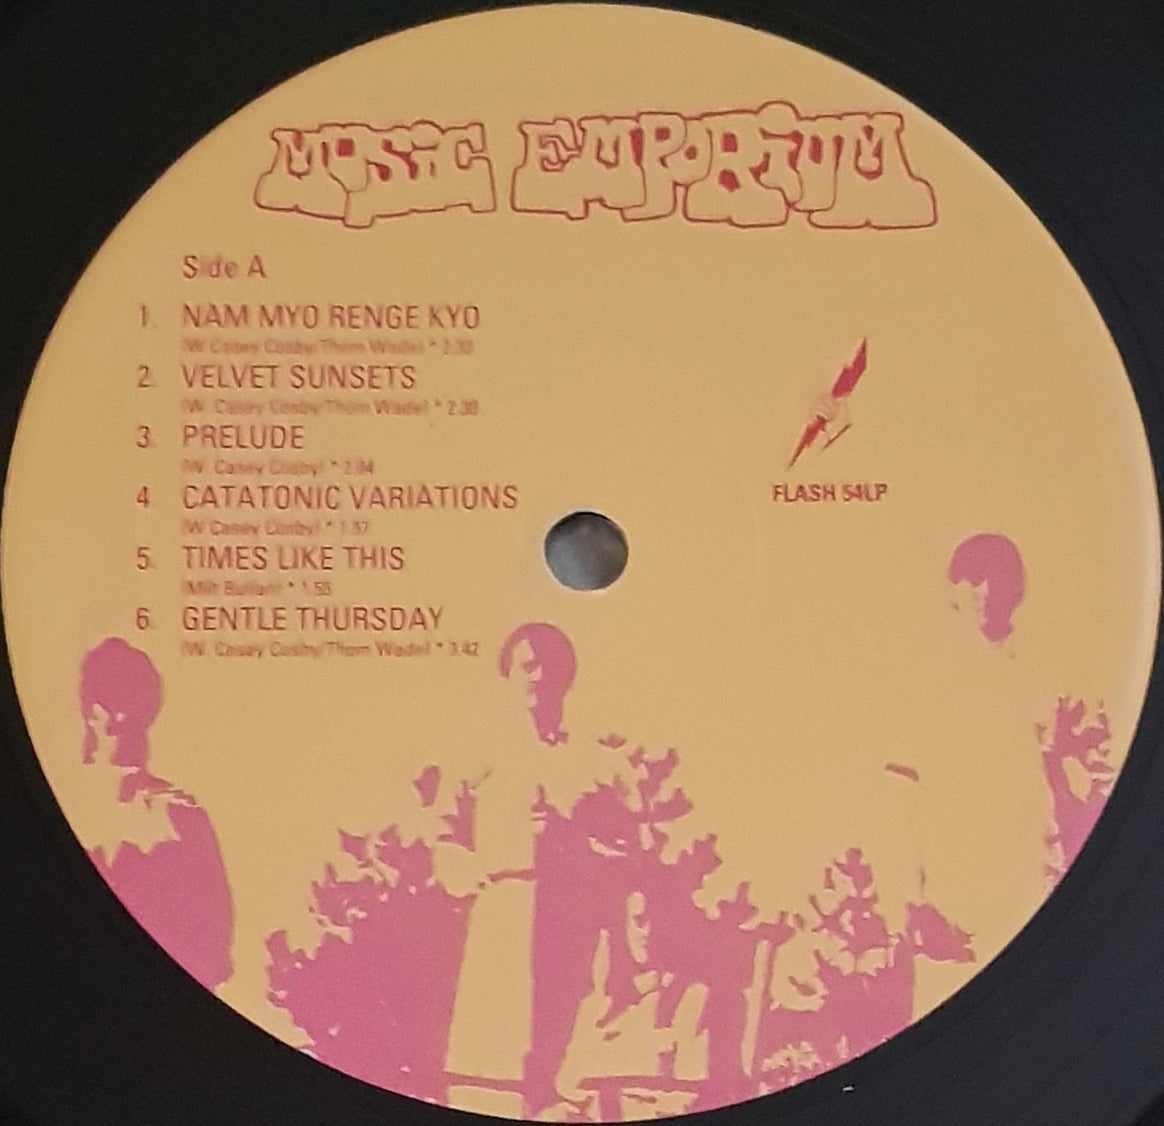 MUSIC EMPORIUM
Side A
1. NAM MYO RENGE KYO
(W. Casey Cosby/Thom Wade) * 2:30
2. VELVET SUNSETS
(W. Casey Cosby/Thom Wade) * 2:30
3. PRELUDE
(W. Casey Cosby) * 2:04
4. CATATONIC VARIATIONS
(W. Casey Cosby) * 1:57
5. TIMES LIKE THIS
(Milt Bulian) * 1:55
6. GENTLE THURSDAY
(W. Casey Cosby/Thom Wade) * 3:42
FLASH 54LP